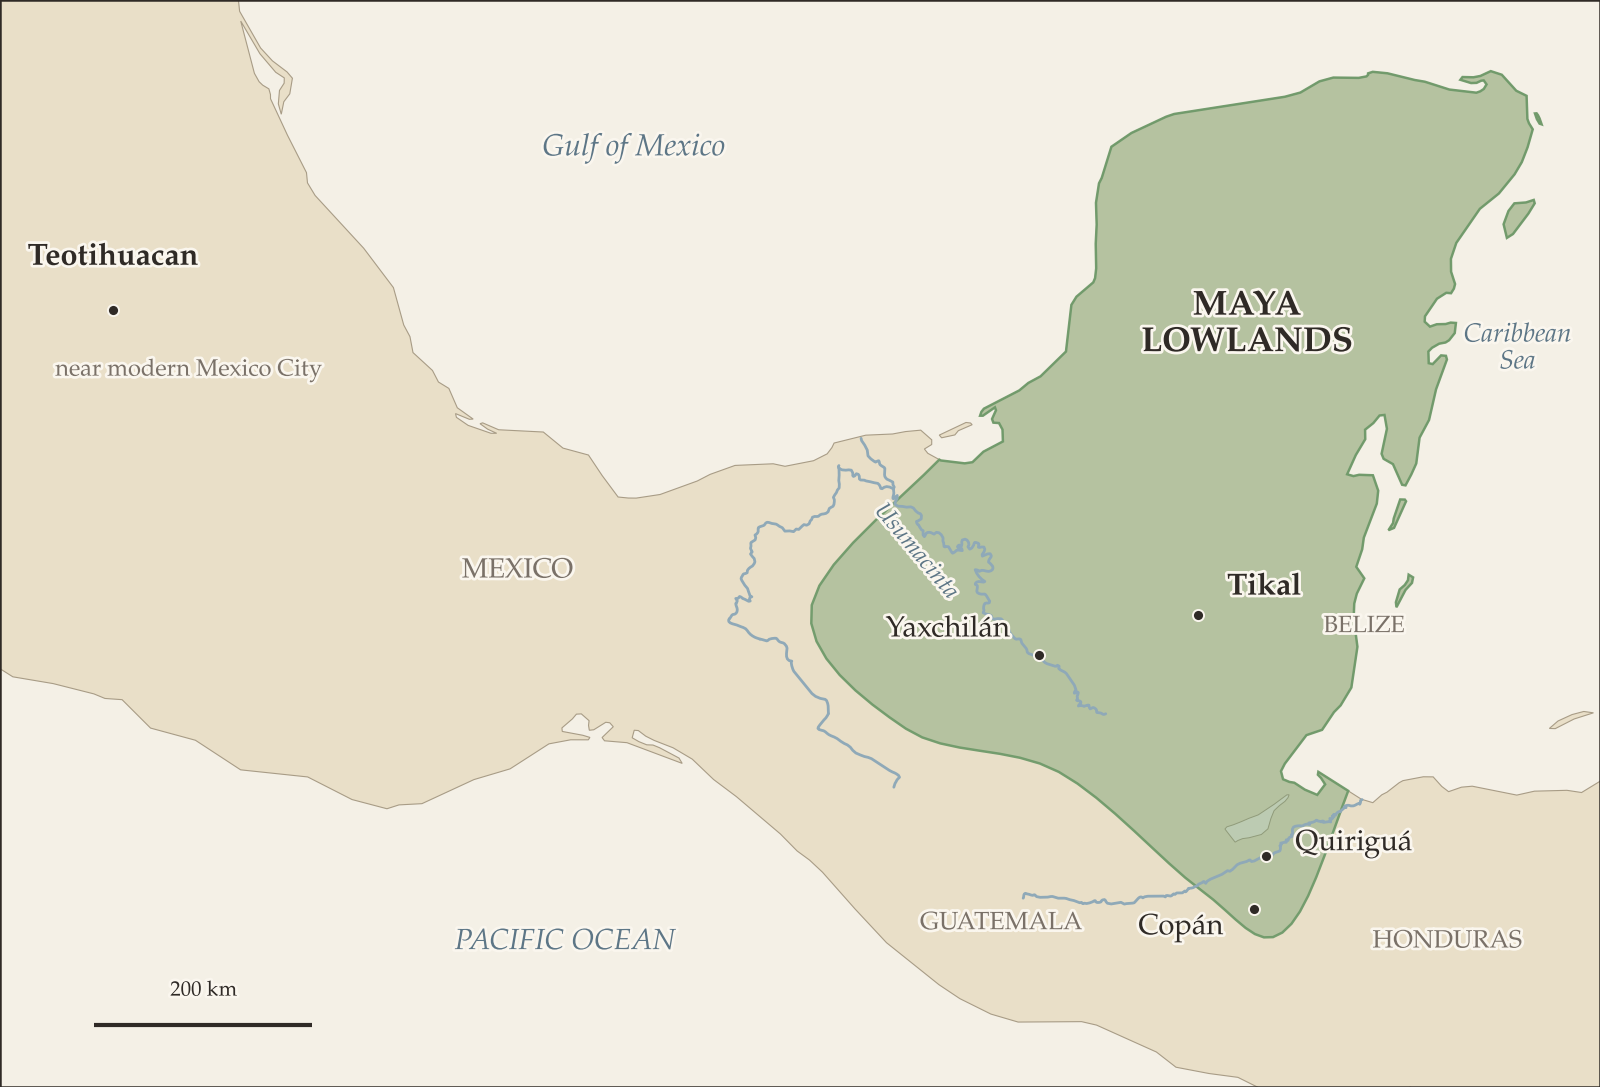 Gulf of Mexico
Teotihuacan
near modern Mexico City
MAYA
LOWLANDS
Caribbean
Sea
Usumacinta
MEXICO
Tikal
BELIZE
Yaxchilán
Quiriguá
GUATEMALA
Copán
HONDURAS
PACIFIC OCEAN
200 km